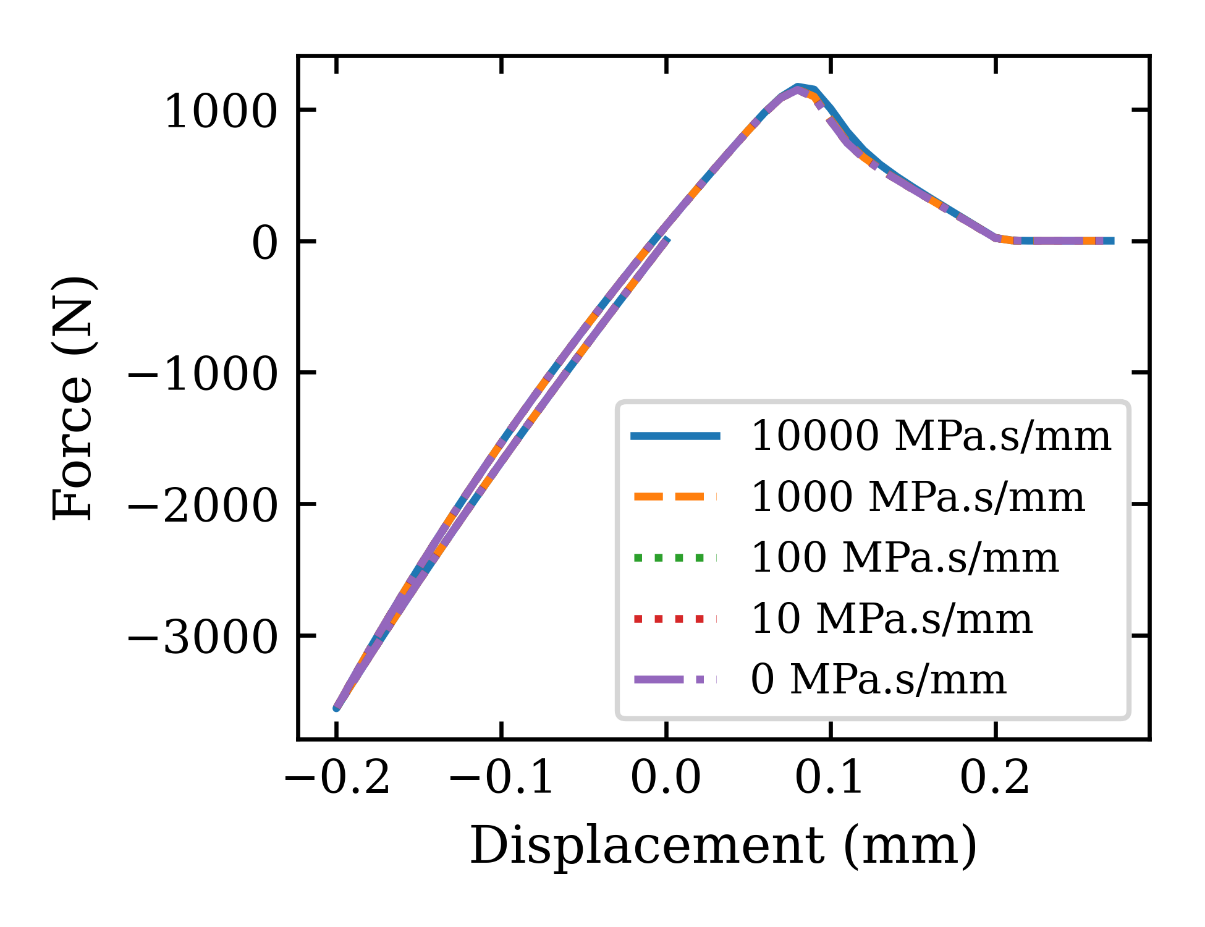 1000
0
−1000
−2000
−3000
Force (N)
10000 MPa.s/mm
1000 MPa.s/mm
100 MPa.s/mm
10 MPa.s/mm
0 MPa.s/mm
−0.2 −0.1 0.0 0.1 0.2
Displacement (mm)